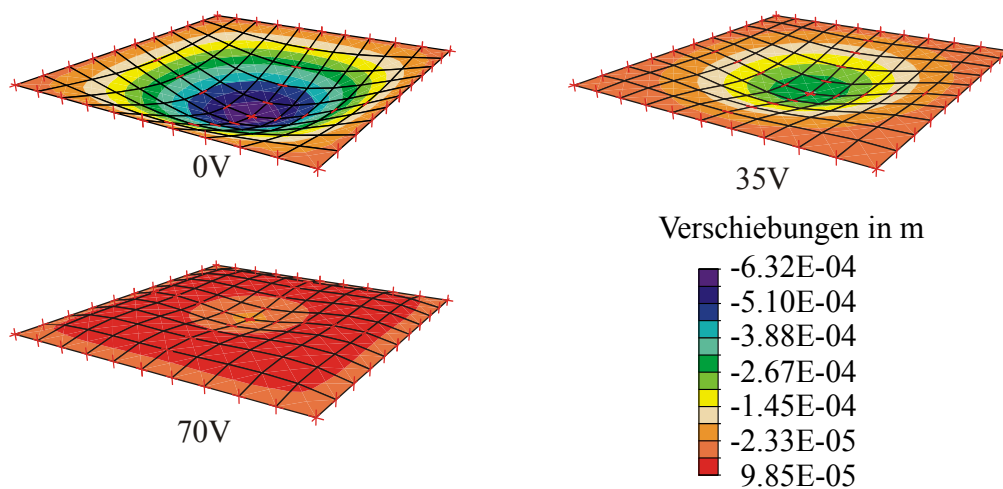 0V
35V
70V
Verschiebungen in m
-6.32E-04
-5.10E-04
-3.88E-04
-2.67E-04
-1.45E-04
-2.33E-05
9.85E-05